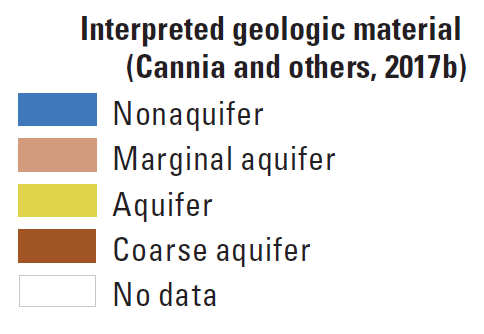 Interpreted geologic material
(Cannia and others, 2017b)
Nonaquifer
Marginal aquifer
Aquifer
Coarse aquifer
No data